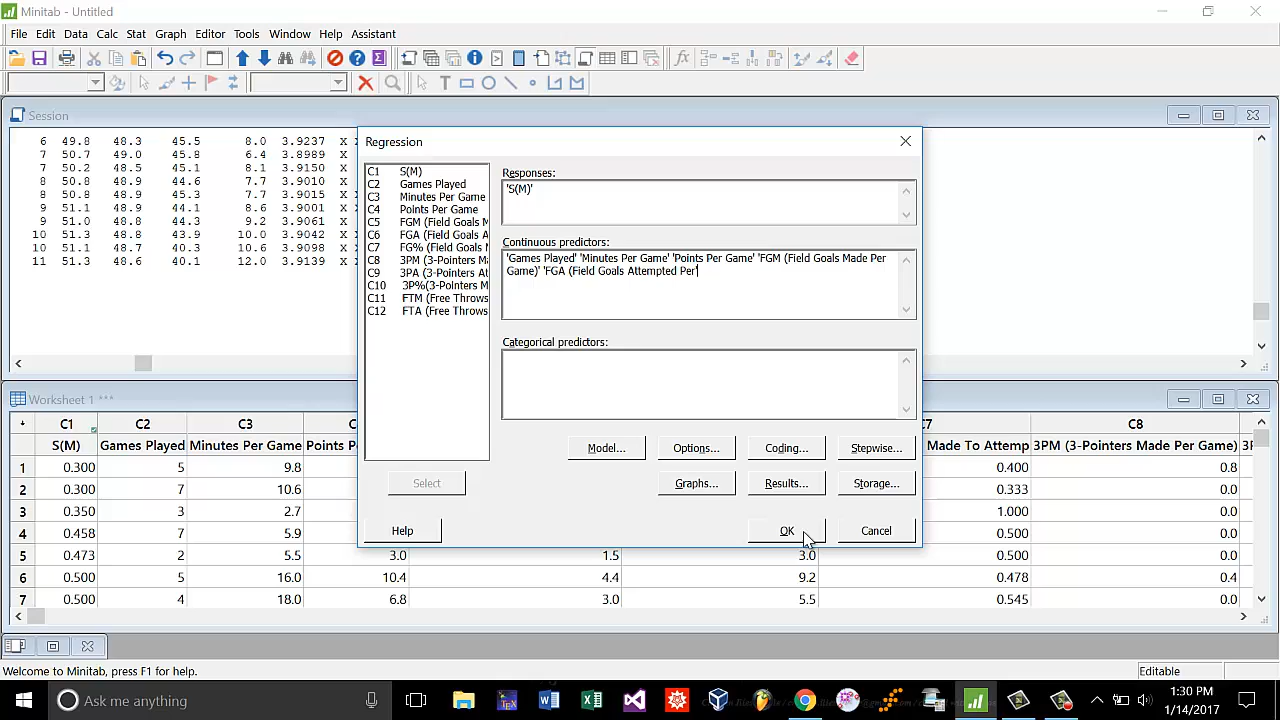 Minitab - Untitled
File Edit Data Calc Stat Graph Editor Tools Window Help Assistant
Session
6 49.8 48.3 45.5 8.0 3.9237 X
7 50.7 49.0 45.8 6.4 3.8989 X
7 50.2 48.5 45.7 8.1 3.9150 X
8 50.8 48.9 44.6 7.7 3.9010 X
8 50.8 48.9 45.3 7.7 3.9015 X
9 51.1 48.9 44.1 8.6 3.9001 X
9 51.0 48.8 44.3 9.2 3.9061 X
10 51.3 48.8 43.9 10.0 3.9042 X
10 51.1 48.7 40.3 10.6 3.9098 X
11 51.3 48.6 40.1 12.0 3.9139 X
Regression
C1 S(M)
C2 Games Played
C3 Minutes Per Game
C4 Points Per Game
C5 FGM (Field Goals M
C6 FGA (Field Goals A
C7 FG% (Field Goals M
C8 3PM (3-Pointers M
C9 3PA (3-Pointers At
C10 3P%(3-Pointers M
C11 FTM (Free Throws
C12 FTA (Free Throws
Responses:
'S(M)'
Continuous predictors:
'Games Played' 'Minutes Per Game' 'Points Per Game' 'FGM (Field Goals Made Per
Game)' 'FGA (Field Goals Attempted Per'
Categorical predictors:
Model... Options... Coding... Stepwise...
Select Graphs... Results... Storage...
Help OK Cancel
Worksheet 1 ***
C1 C2 C3 C7 C8
S(M) Games Played Minutes Per Game Points P Made To Attemp 3PM (3-Pointers Made Per Game)
1 0.300 5 9.8 0.400 0.8
2 0.300 7 10.6 0.333 0.0
3 0.350 3 2.7 1.000 0.0
4 0.458 7 5.9 0.500 0.0
5 0.473 2 5.5 3.0 1.5 3.0 0.500 0.0
6 0.500 5 16.0 10.4 4.4 9.2 0.478 0.4
7 0.500 4 18.0 6.8 3.0 5.5 0.545 0.0
Welcome to Minitab, press F1 for help.
Editable
Ask me anything
1:30 PM
1/14/2017